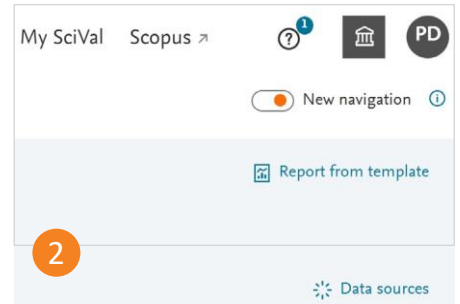 My SciVal Scopus ↗ 1 PD
New navigation
Report from template
2
Data sources